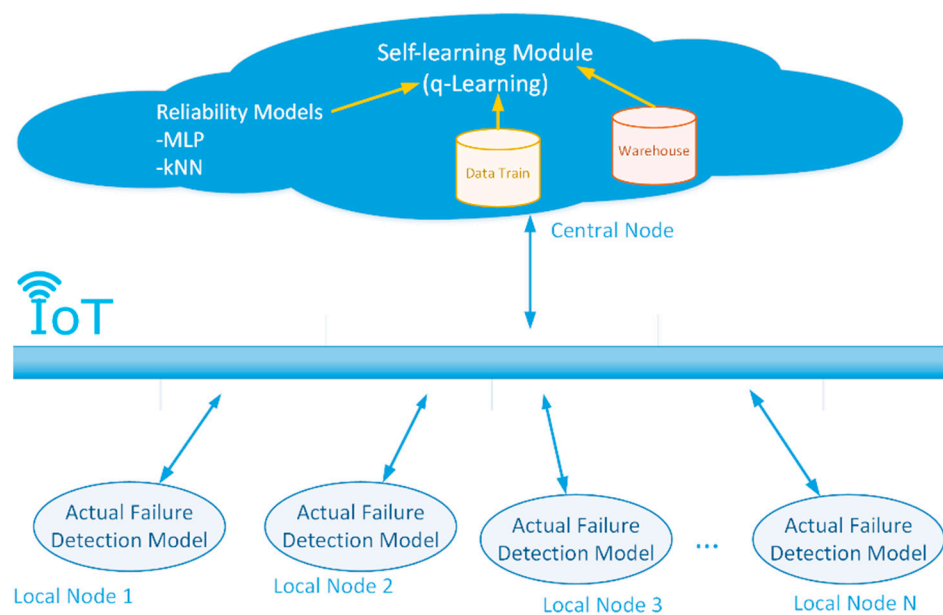 Self-learning Module
(q-Learning)
Reliability Models
-MLP
-kNN
Data Train
Warehouse
Central Node
IoT
Actual Failure
Detection Model
Local Node 1
Actual Failure
Detection Model
Local Node 2
Actual Failure
Detection Model
Local Node 3
...
Actual Failure
Detection Model
Local Node N